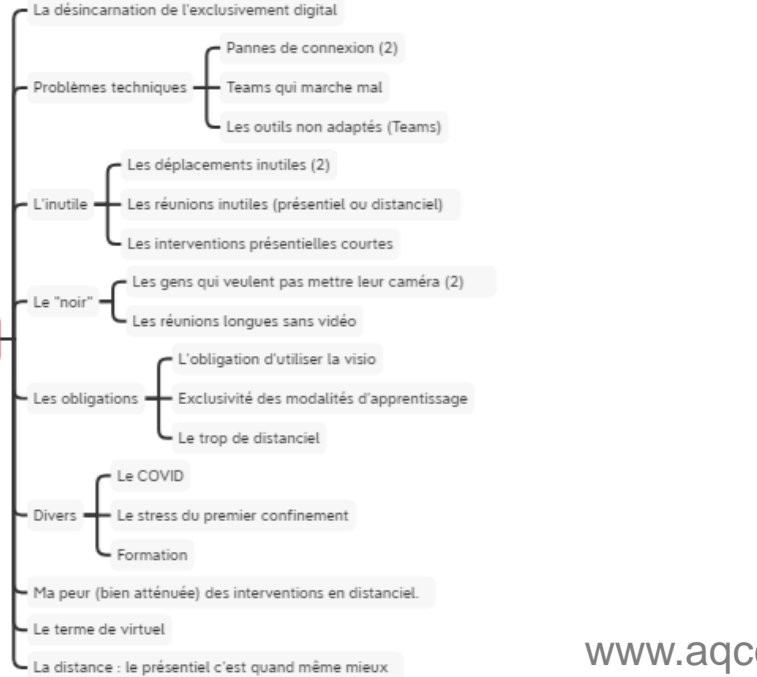 La désincarnation de l'exclusivement digital
Problèmes techniques
Pannes de connexion (2)
Teams qui marche mal
Les outils non adaptés (Teams)
L'inutile
Les déplacements inutiles (2)
Les réunions inutiles (présentiel ou distanciel)
Les interventions présentielles courtes
Le "noir"
Les gens qui veulent pas mettre leur caméra (2)
Les réunions longues sans vidéo
Les obligations
L'obligation d'utiliser la visio
Exclusivité des modalités d'apprentissage
Le trop de distanciel
Divers
Le COVID
Le stress du premier confinement
Formation
Ma peur (bien atténuée) des interventions en distanciel.
Le terme de virtuel
La distance : le présentiel c'est quand même mieux